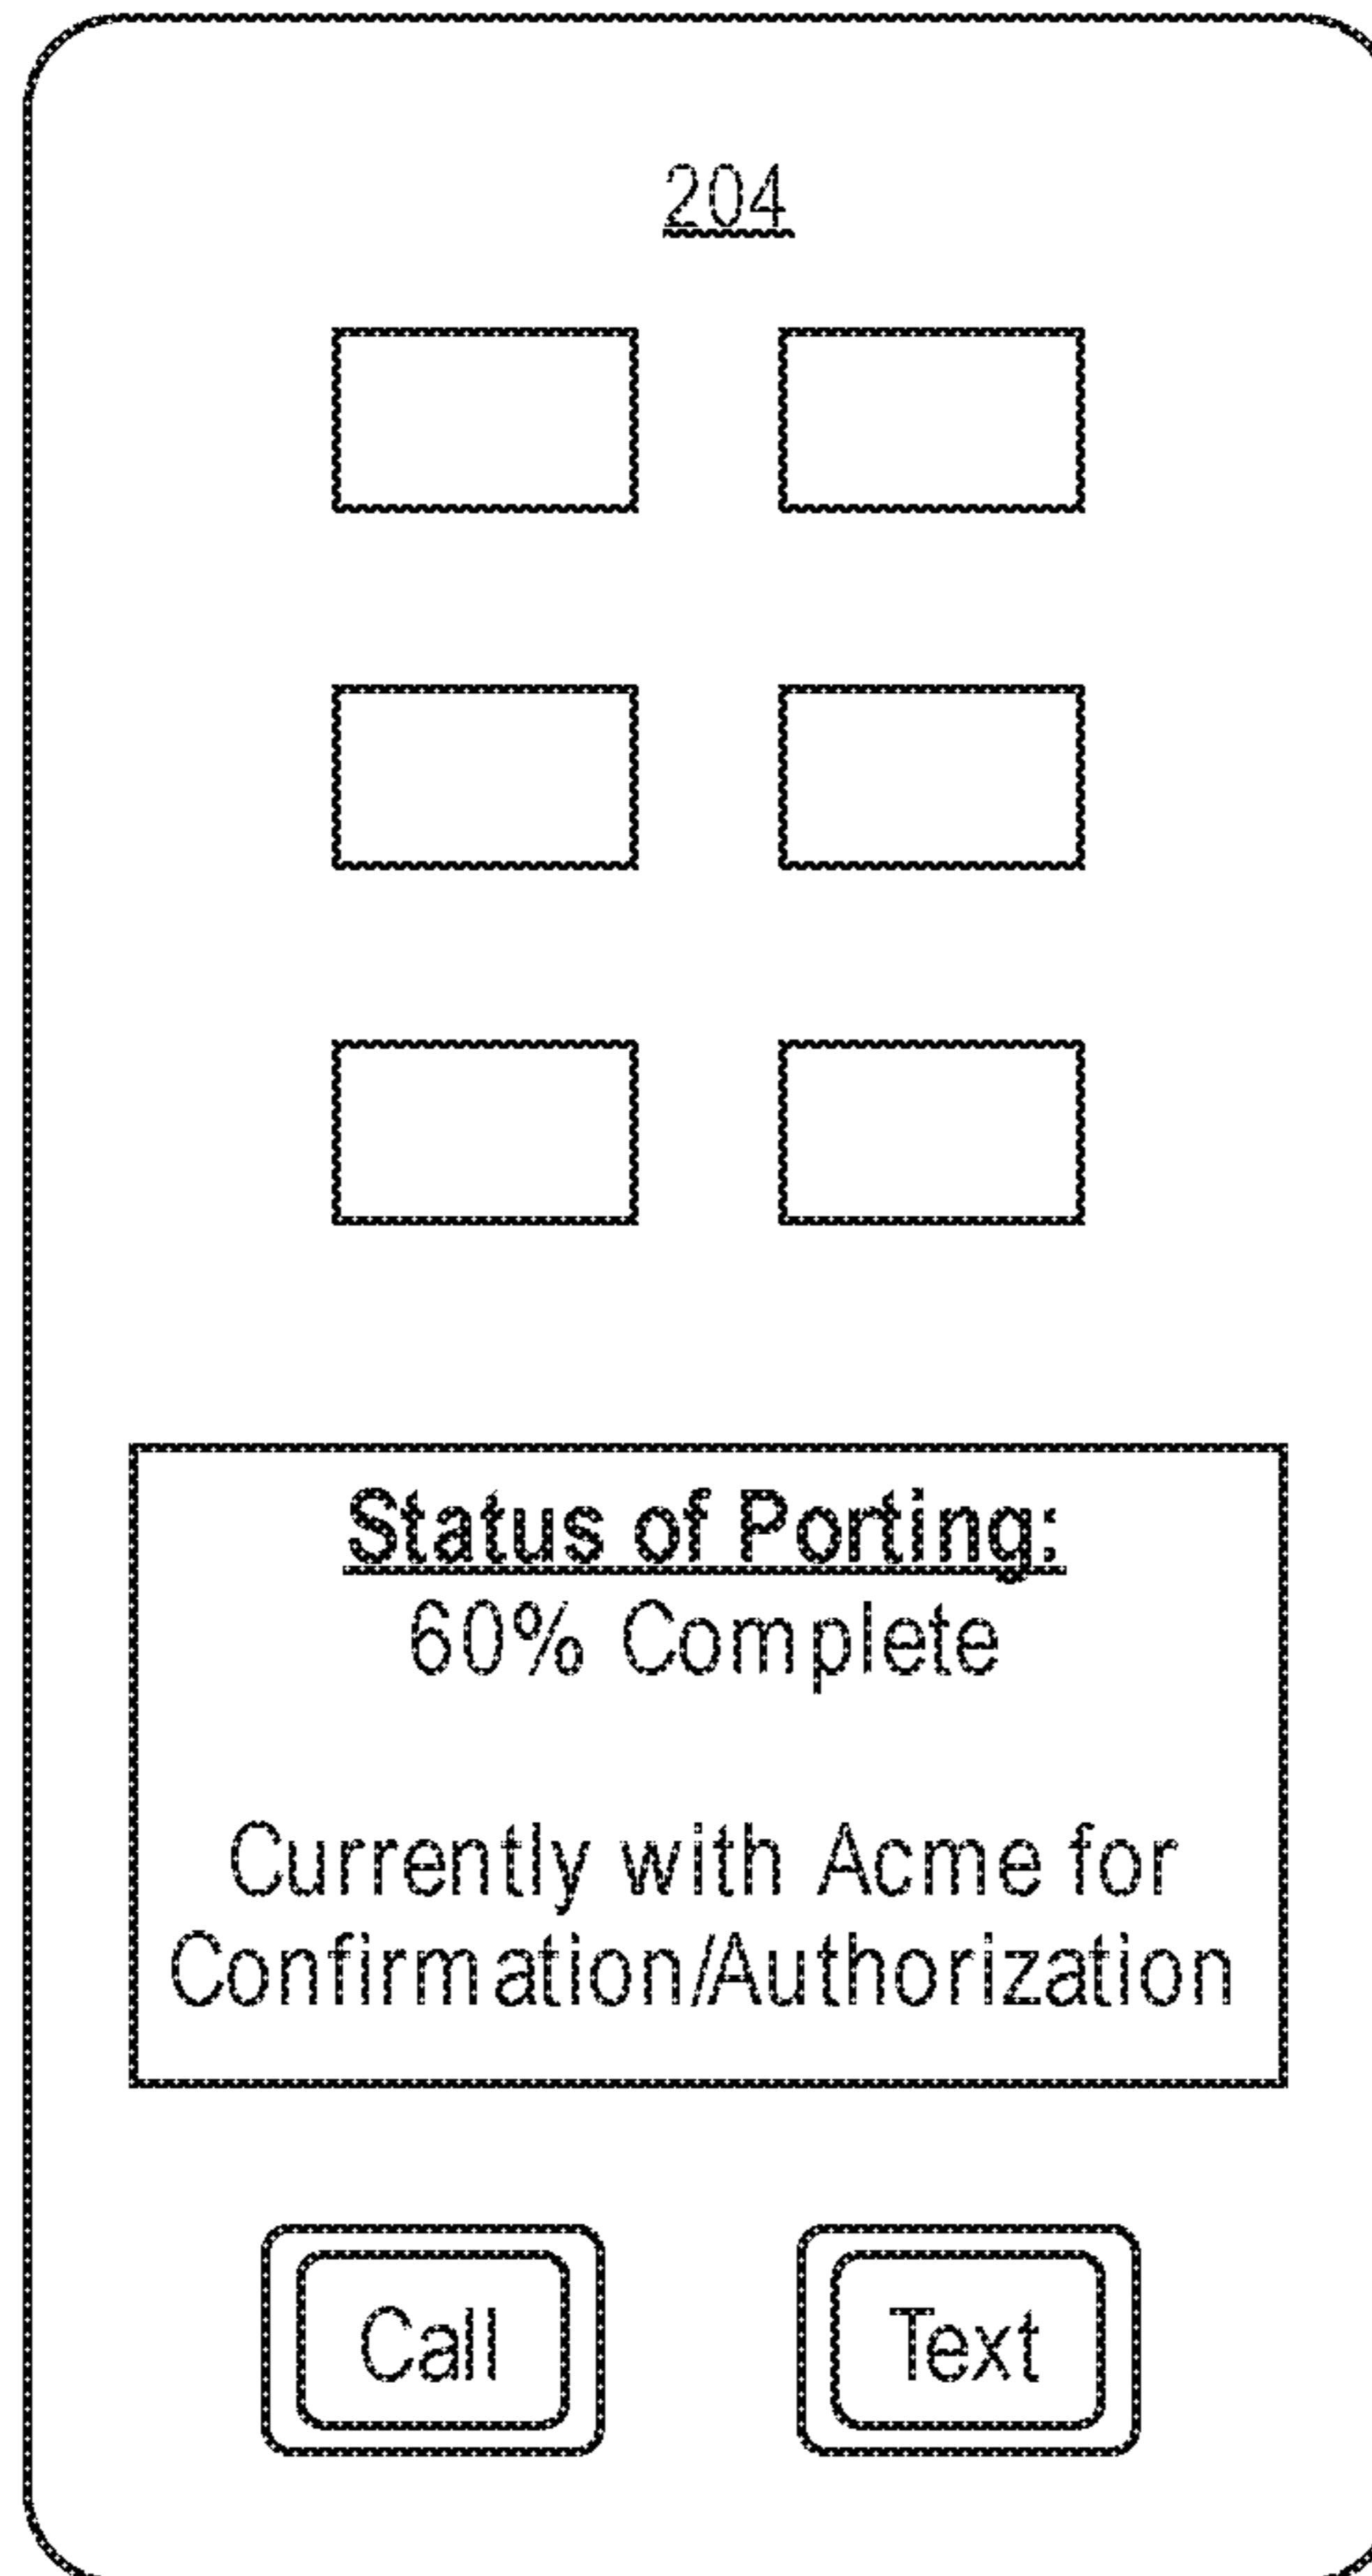 204
Status of Porting:
60% Complete
Currently with Acme for
Confirmation/Authorization
Call
Text